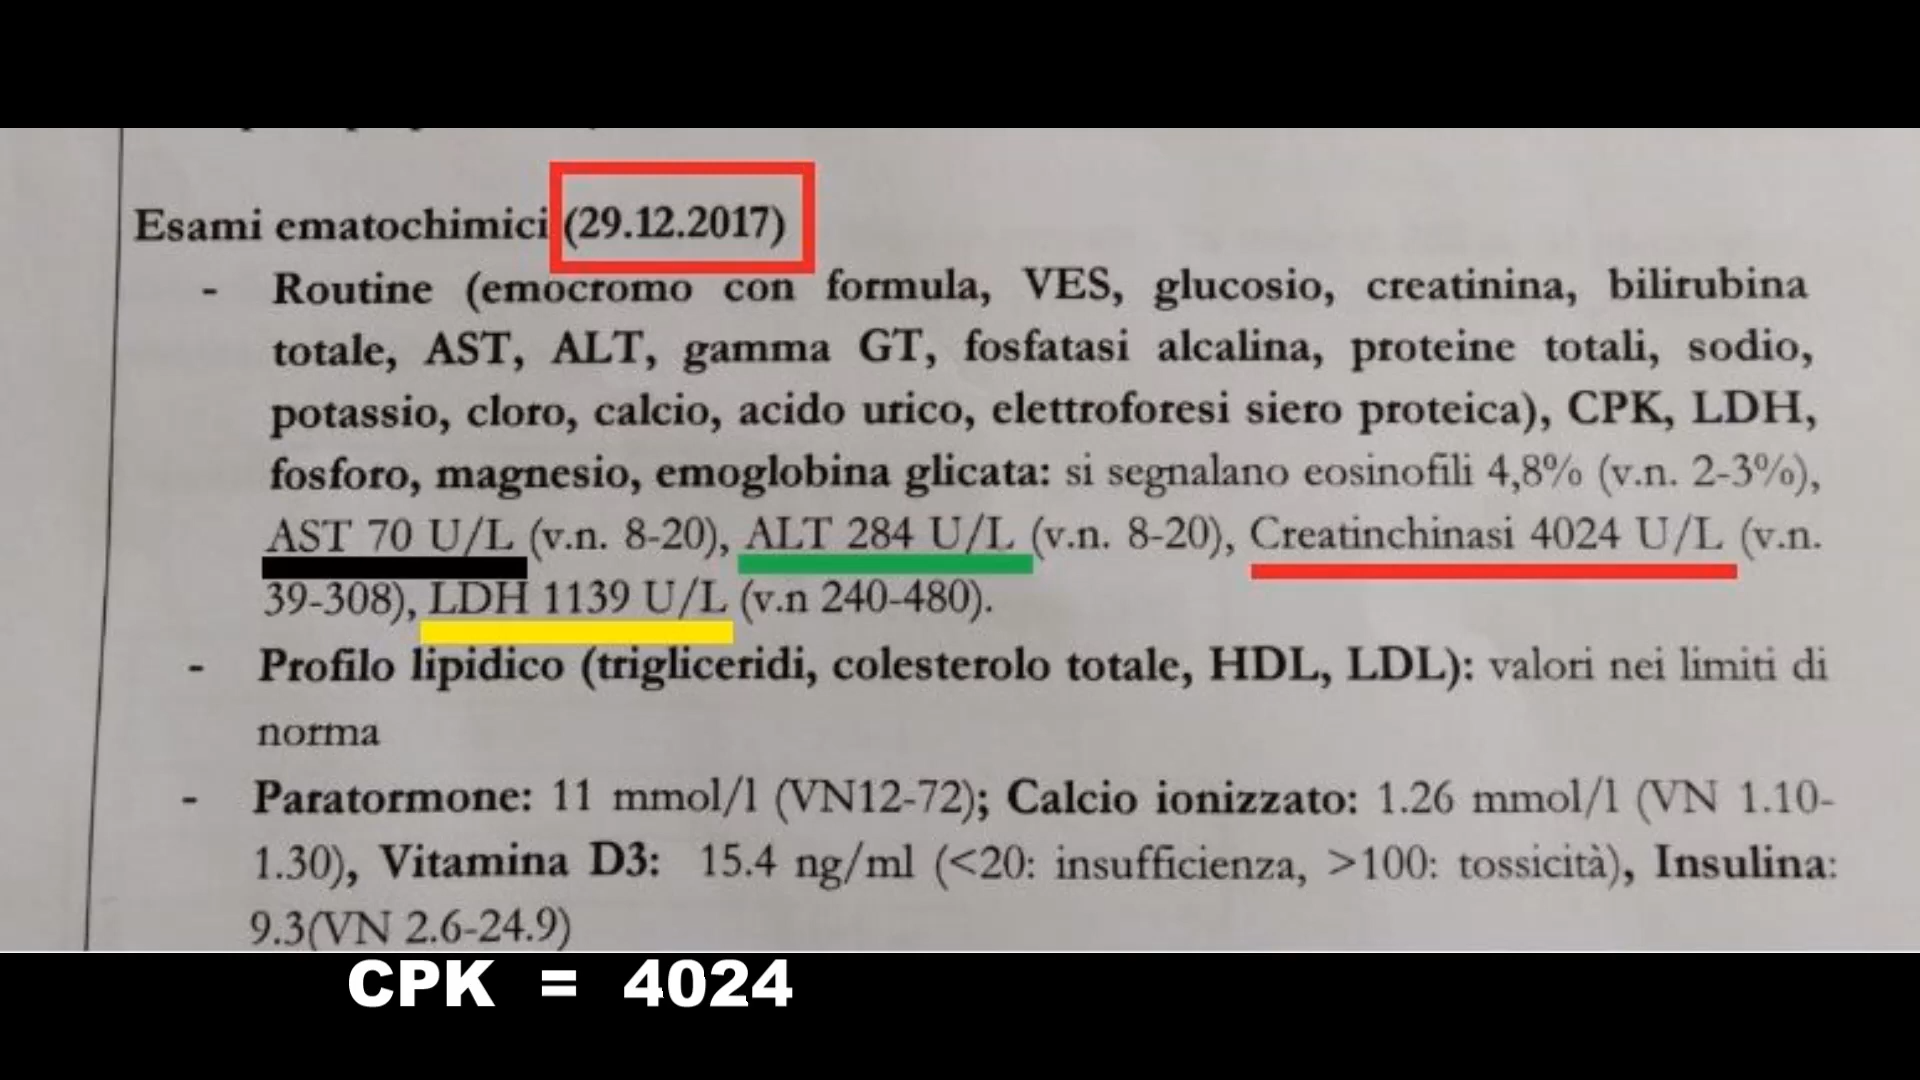 Esami ematochimici (29.12.2017)
- Routine (emocromo con formula, VES, glucosio, creatinina, bilirubina
totale, AST, ALT, gamma GT, fosfatasi alcalina, proteine totali, sodio,
potassio, cloro, calcio, acido urico, elettroforesi siero proteica), CPK, LDH,
fosforo, magnesio, emoglobina glicata: si segnalano eosinofili 4,8% (v.n. 2-3%),
AST 70 U/L (v.n. 8-20), ALT 284 U/L (v.n. 8-20), Creatinchinasi 4024 U/L (v.n.
39-308), LDH 1139 U/L (v.n 240-480).
- Profilo lipidico (trigliceridi, colesterolo totale, HDL, LDL): valori nei limiti di
norma
- Paratormone: 11 mmol/l (VN12-72); Calcio ionizzato: 1.26 mmol/l (VN 1.10-
1.30), Vitamina D3: 15.4 ng/ml (<20: insufficienza, >100: tossicità), Insulina:
9.3(VN 2.6-24.9)
CPK = 4024